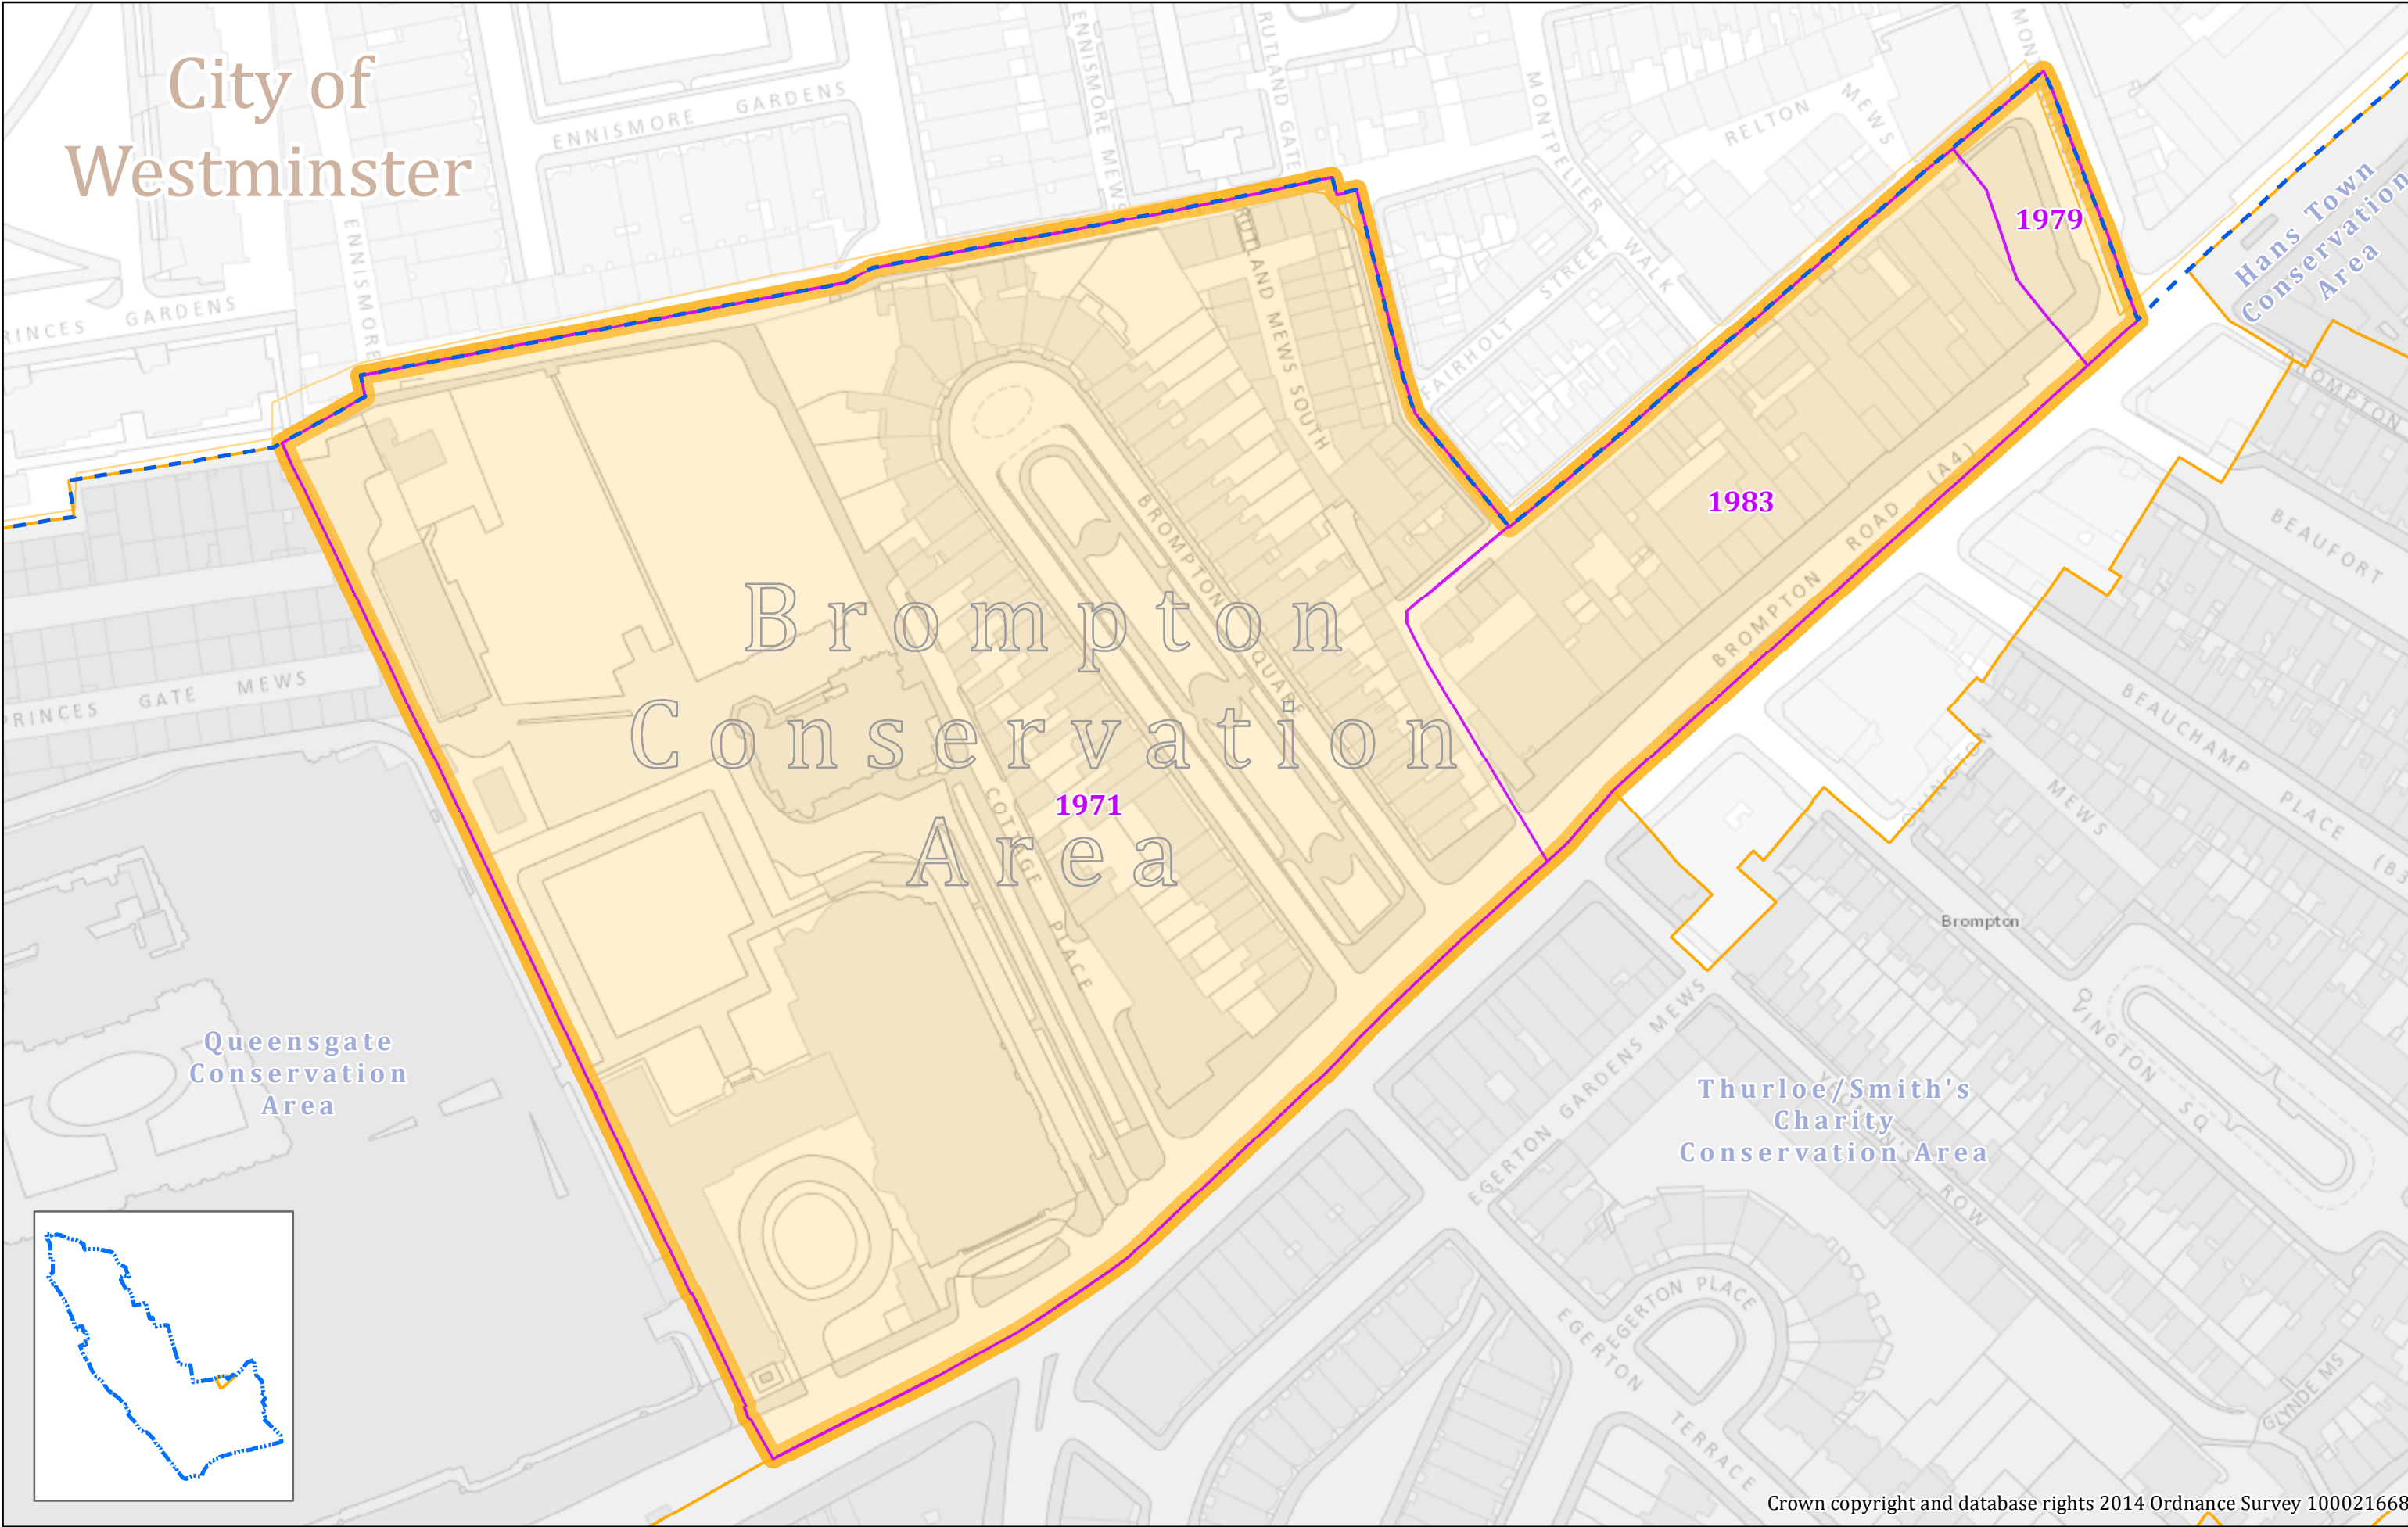 City of
Westminster
ENNISMORE GARDENS
ENNISMORE MEWS
RUTLAND GATE
MONTPELIER WALK
RELTON MEWS
ENNISMORE
GARDENS
RUTLAND MEWS SOUTH
FAIRHOLT STREET
1979
Hans Town
Conservation
Area
BROMPTON
1983
BROMPTON ROAD (A4)
BEAUFORT
BROMPTON SQUARE
GATE MEWS
Brompton
Conservation
Area
1971
COTTAGE PLACE
BEAUCHAMP PLACE
MEWS
Brompton
OVINGTON SQ
Queensgate
Conservation
Area
EGERTON GARDENS MEWS
Thurloe/Smith's
Charity
Conservation Area
ROW
EGERTON PLACE
EGERTON TERRACE
GLYNDE MS
Crown copyright and database rights 2014 Ordnance Survey 100021668